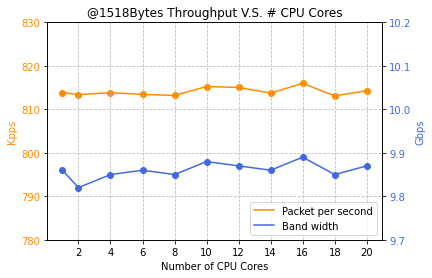 @1518Bytes Throughput V.S. # CPU Cores
830
820
810
800
790
780
Kpps
10.2
10.1
10.0
9.9
9.8
9.7
Gbps
Packet per second
Band width
2 4 6 8 10 12 14 16 18 20
Number of CPU Cores